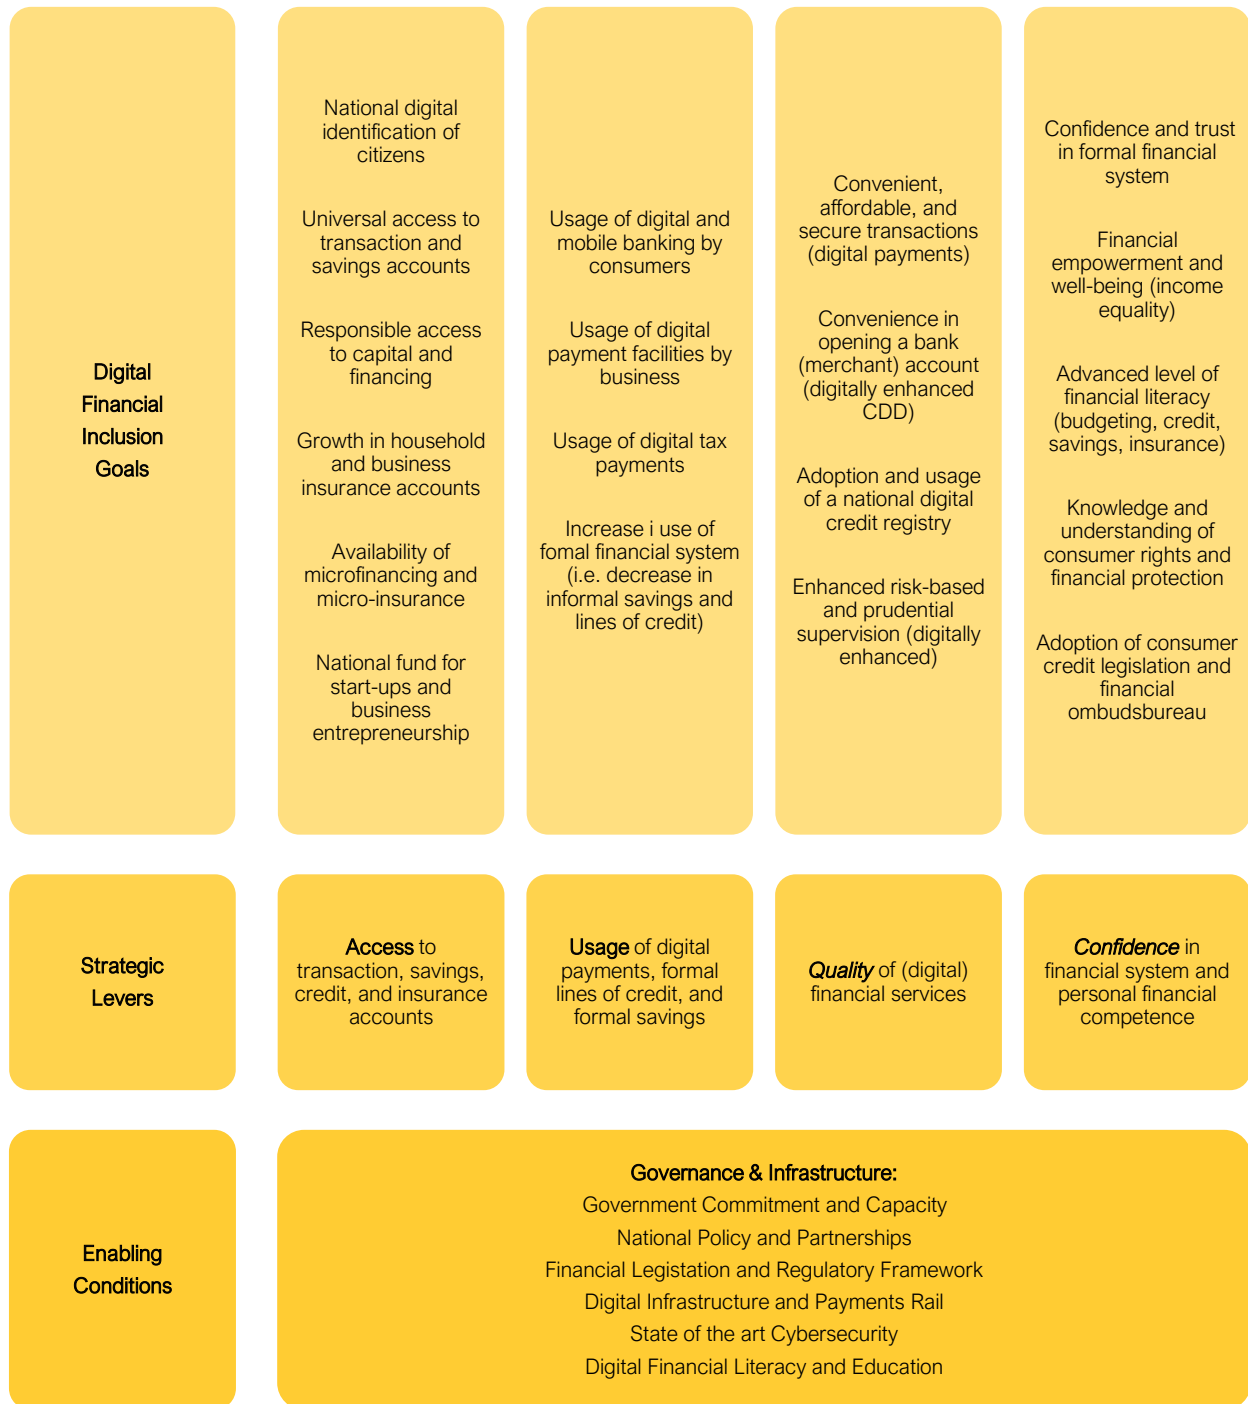 Digital
Financial
Inclusion
Goals
National digital
identification of
citizens
Universal access to
transaction and
savings accounts
Responsible access
to capital and
financing
Growth in household
and business
insurance accounts
Availability of
microfinancing and
micro-insurance
National fund for
start-ups and
business
entrepreneurship
Usage of digital and
mobile banking by
consumers
Usage of digital
payment facilities by
business
Usage of digital tax
payments
Increase i use of
fomal financial system
(i.e. decrease in
informal savings and
lines of credit)
Convenient,
affordable, and
secure transactions
(digital payments)
Convenience in
opening a bank
(merchant) account
(digitally enhanced
CDD)
Adoption and usage
of a national digital
credit registry
Enhanced risk-based
and prudential
supervision (digitally
enhanced)
Confidence and trust
in formal financial
system
Financial
empowerment and
well-being (income
equality)
Advanced level of
financial literacy
(budgeting, credit,
savings, insurance)
Knowledge and
understanding of
consumer rights and
financial protection
Adoption of consumer
credit legislation and
financial
ombudsbureau
Strategic
Levers
Access to
transaction, savings,
credit, and insurance
accounts
Usage of digital
payments, formal
lines of credit, and
formal savings
Quality of (digital)
financial services
Confidence in
financial system and
personal financial
competence
Enabling
Conditions
Governance & Infrastructure:
Government Commitment and Capacity
National Policy and Partnerships
Financial Legistation and Regulatory Framework
Digital Infrastructure and Payments Rail
State of the art Cybersecurity
Digital Financial Literacy and Education